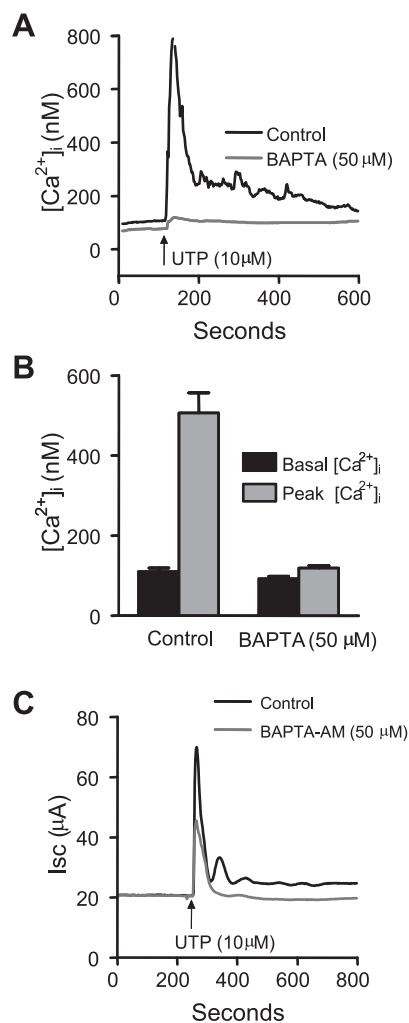 A
800
600
400
200
0
[Ca²⁺]ᵢ (nM)
Control
BAPTA (50 μM)
UTP (10μM)
0 200 400 600
Seconds
B
600
400
200
0
[Ca²⁺]ᵢ (nM)
Basal [Ca²⁺]ᵢ
Peak [Ca²⁺]ᵢ
Control BAPTA (50 μM)
C
Control
BAPTA-AM (50 μM)
80
60
40
20
0
Isc (μA)
UTP (10μM)
0 200 400 600 800
Seconds